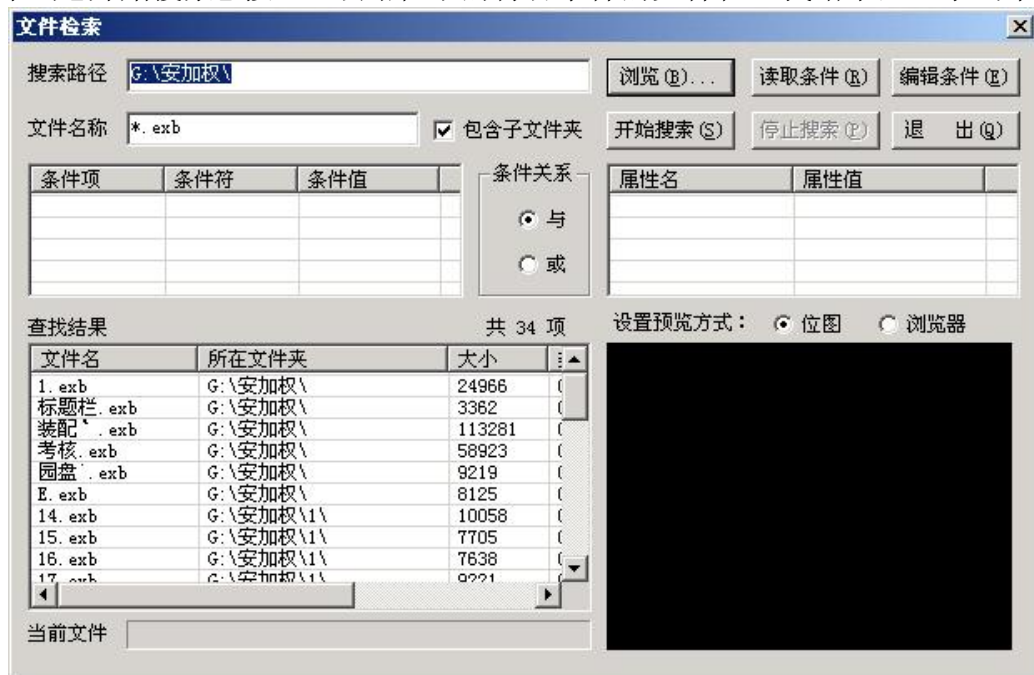 文件检索
搜索路径 G:\安加权\ 浏览(B)... 读取条件(R) 编辑条件(E)
文件名称 *.exb 包含子文件夹 开始搜索(S) 停止搜索(P) 退 出(Q)
条件项 条件符 条件值 条件关系 属性名 属性值
与
或
查找结果 共 34 项 设置预览方式: 位图 浏览器
文件名 所在文件夹 大小
1.exb G:\安加权\ 24966
标题栏.exb G:\安加权\ 3362
装配`.exb G:\安加权\ 113281
考核.exb G:\安加权\ 58923
园盘˙.exb G:\安加权\ 9219
E.exb G:\安加权\ 8125
14.exb G:\安加权\1\ 10058
15.exb G:\安加权\1\ 7705
16.exb G:\安加权\1\ 7638
17.exb G:\安加权\1\ 9221
当前文件